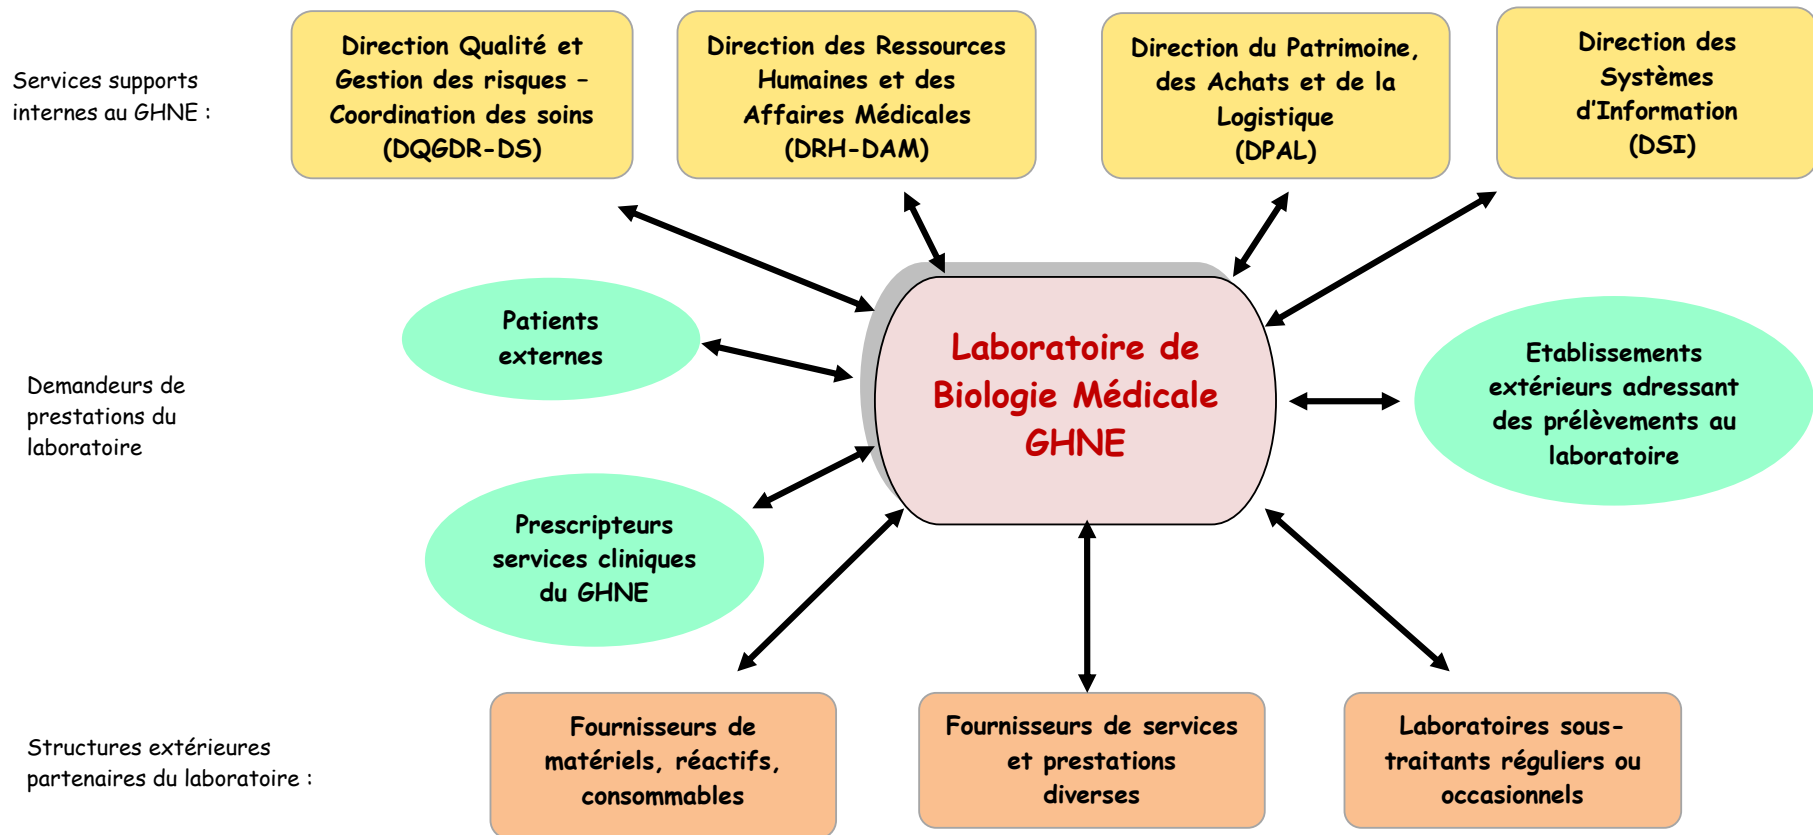 Services supports
internes au GHNE :
Direction Qualité et
Gestion des risques –
Coordination des soins
(DQGDR-DS)
Direction des Ressources
Humaines et des
Affaires Médicales
(DRH-DAM)
Direction du Patrimoine,
des Achats et de la
Logistique
(DPAL)
Direction des
Systèmes
d'Information
(DSI)
Demandeurs de
prestations du
laboratoire
Patients
externes
Prescripteurs
services cliniques
du GHNE
Laboratoire de
Biologie Médicale
GHNE
Etablissements
extérieurs adressant
des prélèvements au
laboratoire
Structures extérieures
partenaires du laboratoire :
Fournisseurs de
matériels, réactifs,
consommables
Fournisseurs de services
et prestations
diverses
Laboratoires sous-
traitants réguliers ou
occasionnels